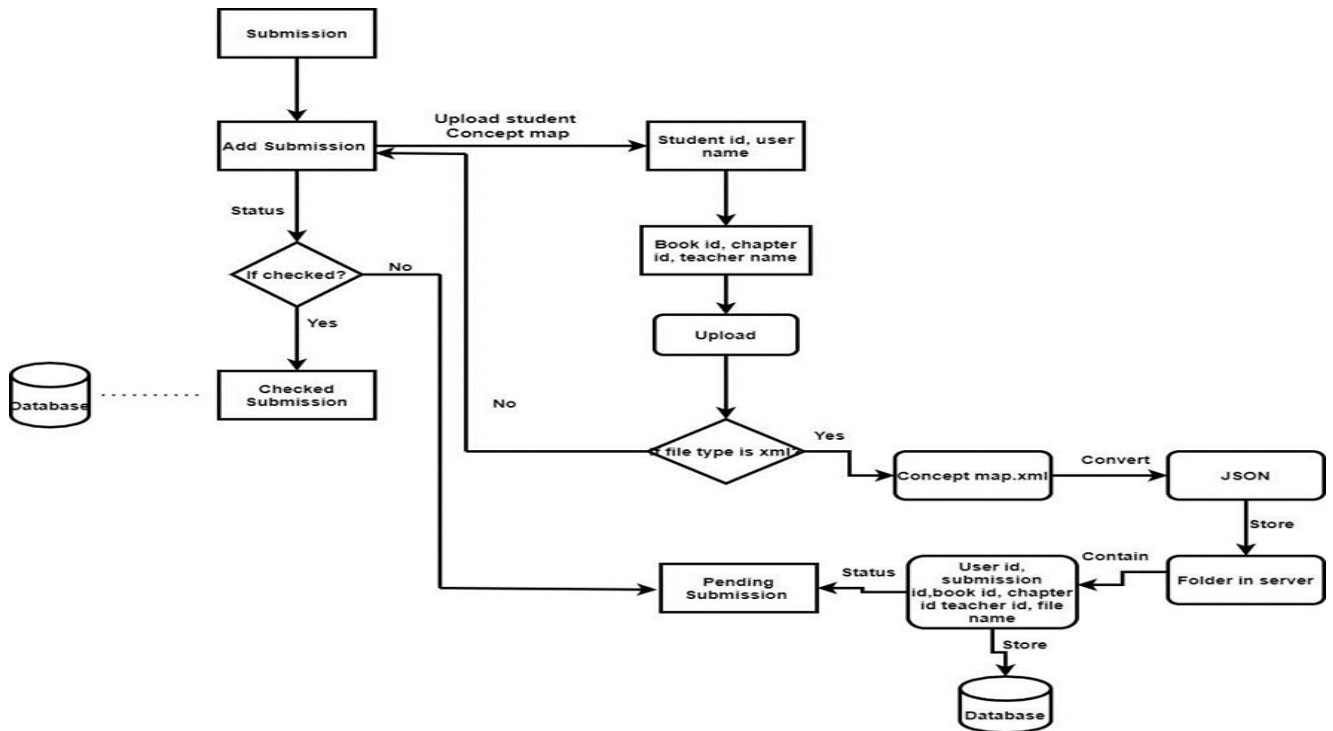 Submission
Upload student
Concept map
Add Submission
Student id, user
name
Status
Book id, chapter
id, teacher name
If checked?
No
Yes
Upload
Checked
Submission
Database
No
If file type is xml?
Yes
Concept map.xml
Convert
JSON
Store
Contain
Folder in server
User id,
submission
id,book id, chapter
id teacher id, file
name
Status
Pending
Submission
Store
Database